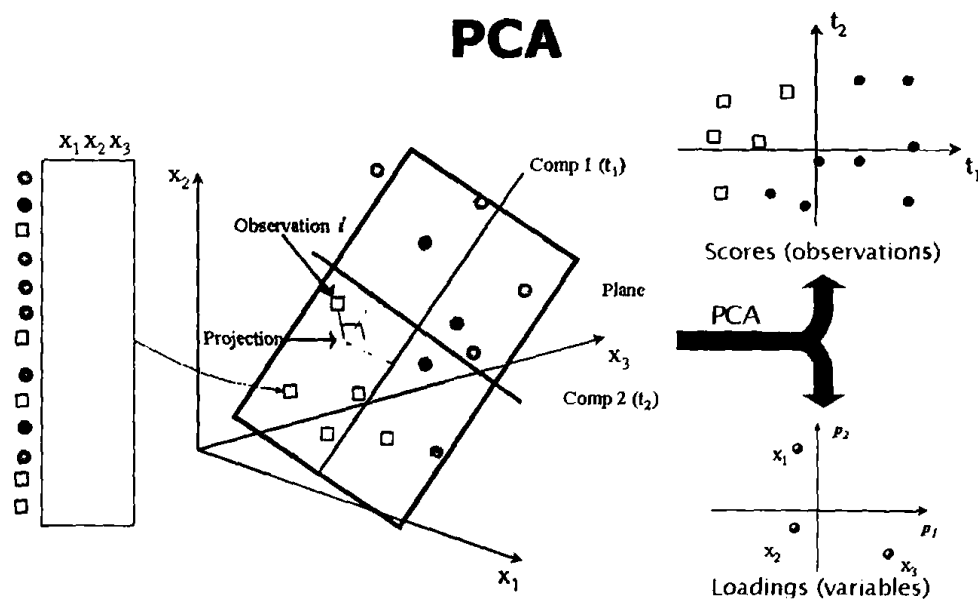 PCA
x₁ x₂ x₃
x₂
Comp 1 (t₁)
Observation i
Plane
Projection
x₃
Comp 2 (t₂)
x₁
t₂
t₁
Scores (observations)
PCA
p₂
x₁
p₁
x₂
x₃
Loadings (variables)